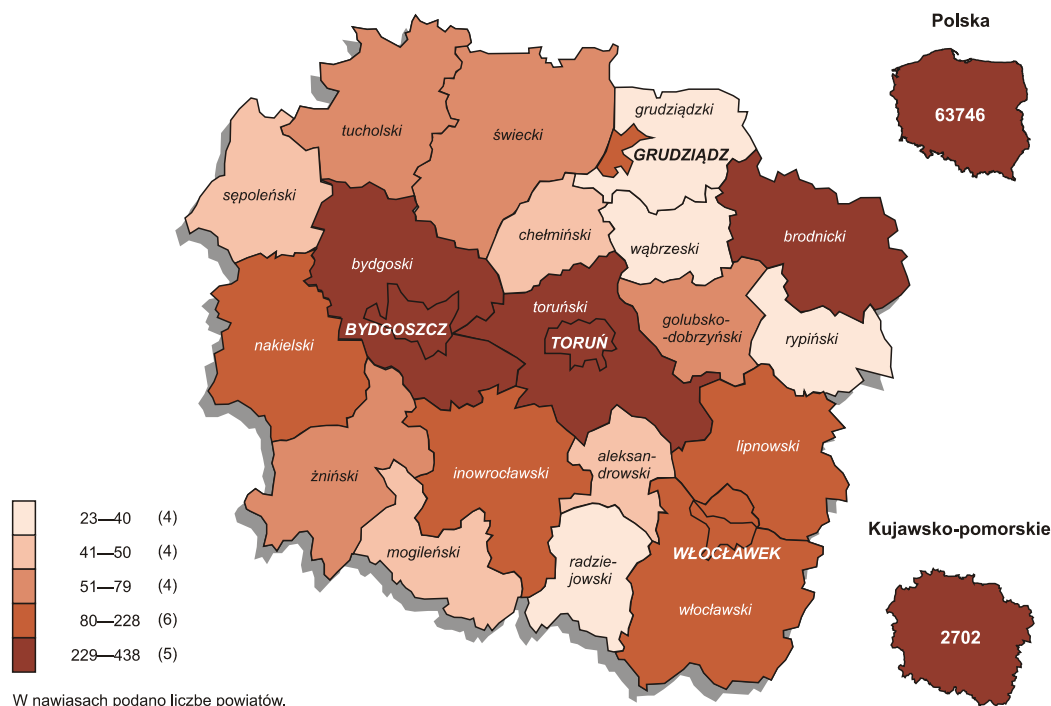 Polska
63746
grudziądzki
tucholski
świecki
GRUDZIĄDZ
sępoleński
chełmiński
wąbrzeski
brodnicki
bydgoski
toruński
golubsko-
-dobrzyński
BYDGOSZCZ
TORUŃ
nakielski
rypiński
lipnowski
aleksan-
drowski
inowrocławski
żniński
mogileński
radzie-
jowski
WŁOCŁAWEK
włocławski
Kujawsko-pomorskie
2702
23—40 (4)
41—50 (4)
51—79 (4)
80—228 (6)
229—438 (5)
W nawiasach podano liczbę powiatów.